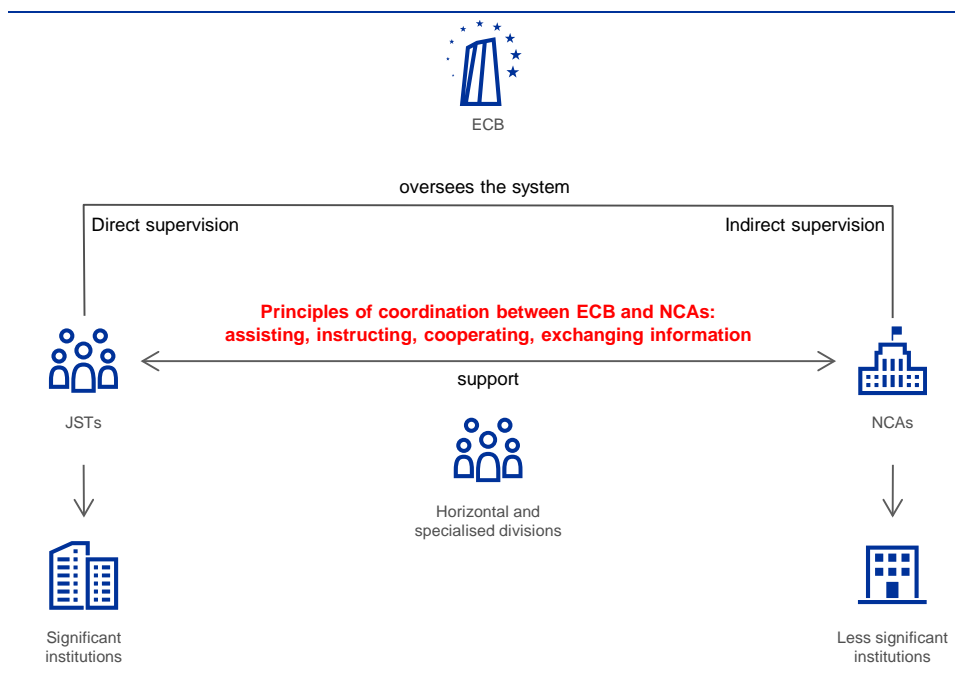 ECB
oversees the system
Direct supervision
Indirect supervision
Principles of coordination between ECB and NCAs:
assisting, instructing, cooperating, exchanging information
support
JSTs
NCAs
Horizontal and
specialised divisions
Significant
institutions
Less significant
institutions